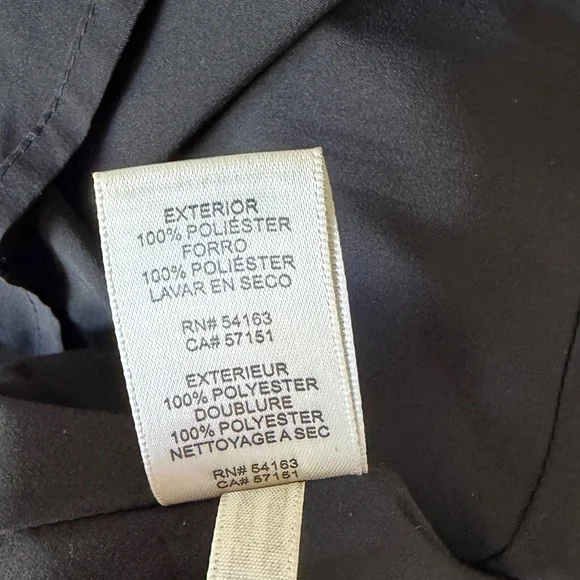 EXTERIOR
100% POLIÉSTER
FORRO
100% POLIÉSTER
LAVAR EN SECO
RN# 54163
CA# 57151
EXTERIEUR
100% POLYESTER
DOUBLURE
100% POLYESTER
NETTOYAGE A SEC
RN# 54163
CA# 57151